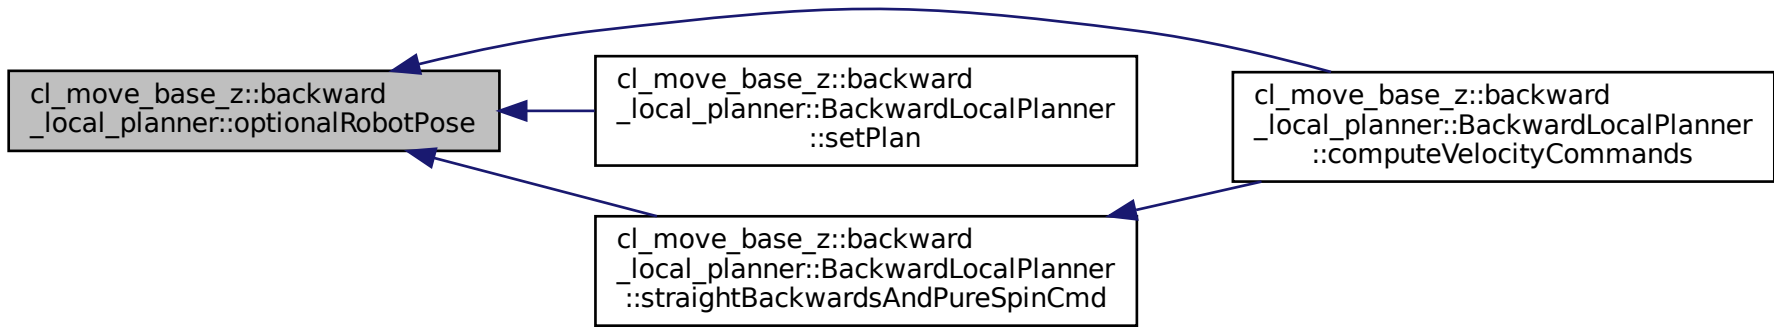 cl_move_base_z::backward
_local_planner::optionalRobotPose
cl_move_base_z::backward
_local_planner::BackwardLocalPlanner
::setPlan
cl_move_base_z::backward
_local_planner::BackwardLocalPlanner
::straightBackwardsAndPureSpinCmd
cl_move_base_z::backward
_local_planner::BackwardLocalPlanner
::computeVelocityCommands